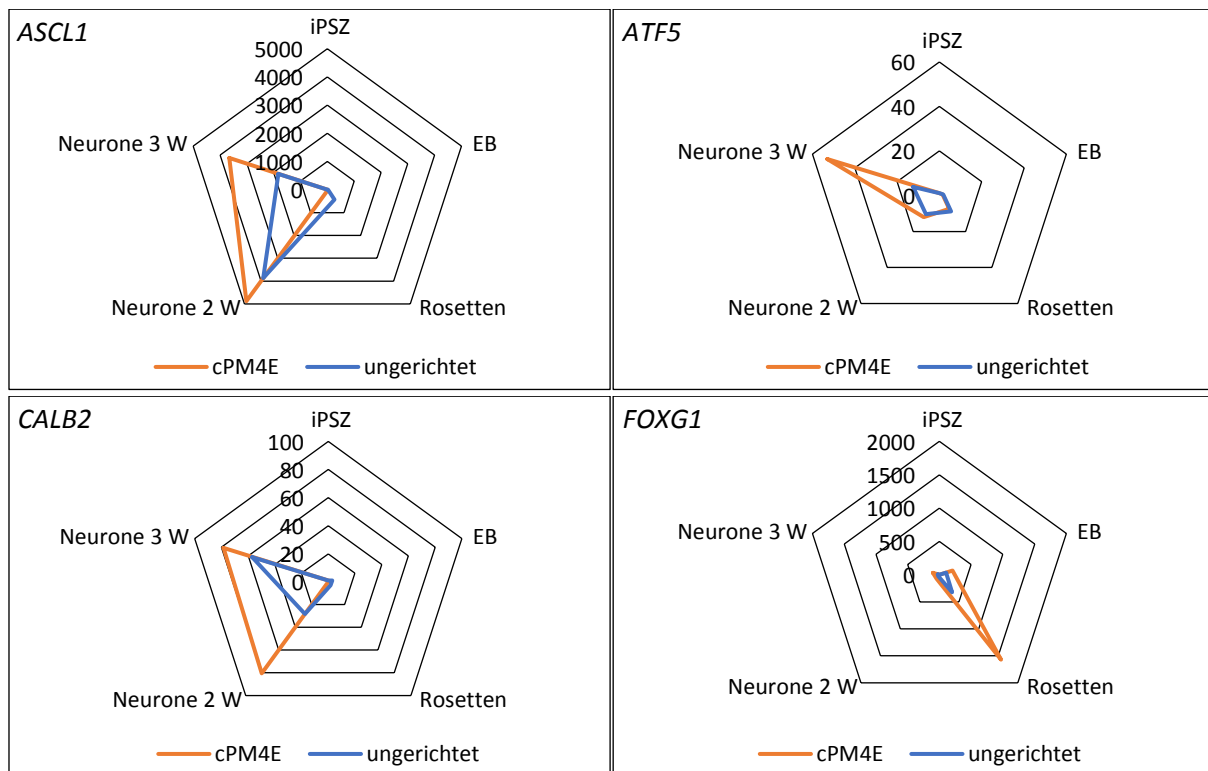 ASCL1
iPSZ
5000
4000
3000
2000
1000
0
EB
Rosetten
Neurone 2 W
Neurone 3 W
cPM4E ungerichtet
ATF5
iPSZ
60
40
20
0
EB
Rosetten
Neurone 2 W
Neurone 3 W
cPM4E ungerichtet
CALB2
iPSZ
100
80
60
40
20
0
EB
Rosetten
Neurone 2 W
Neurone 3 W
cPM4E ungerichtet
FOXG1
iPSZ
2000
1500
1000
500
0
EB
Rosetten
Neurone 2 W
Neurone 3 W
cPM4E ungerichtet